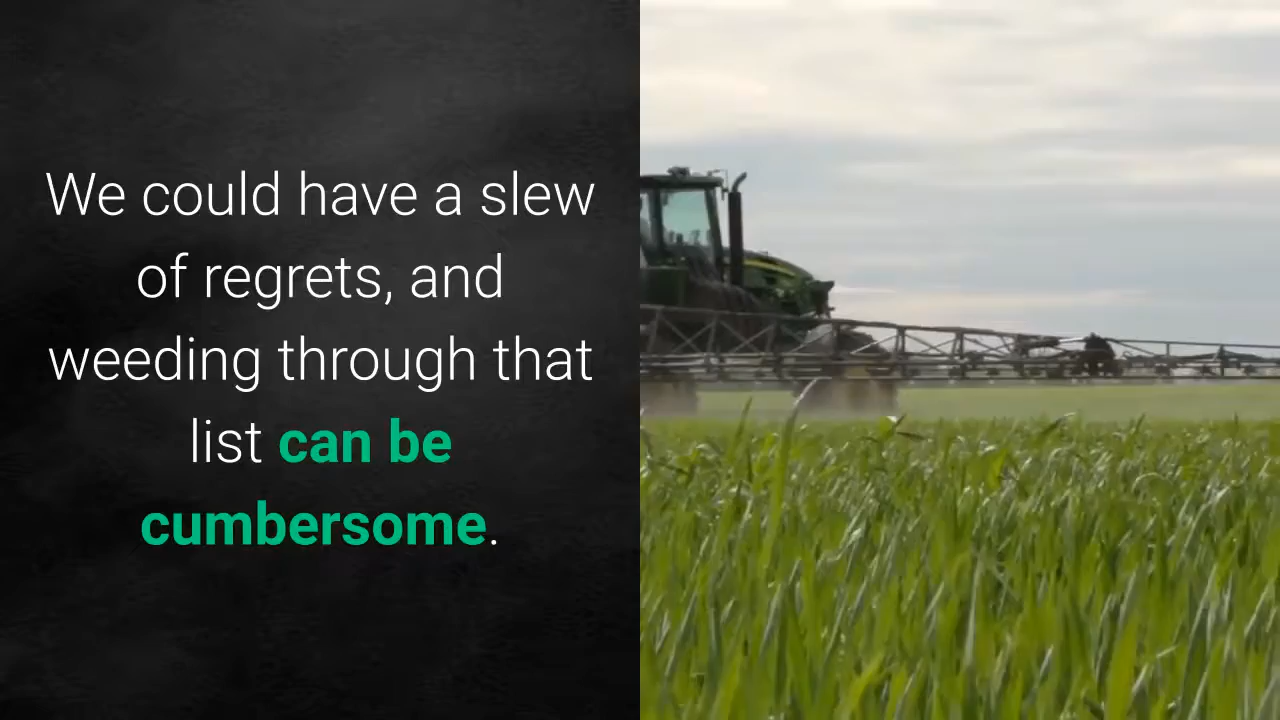 We could have a slew
of regrets, and
weeding through that
list can be
cumbersome.